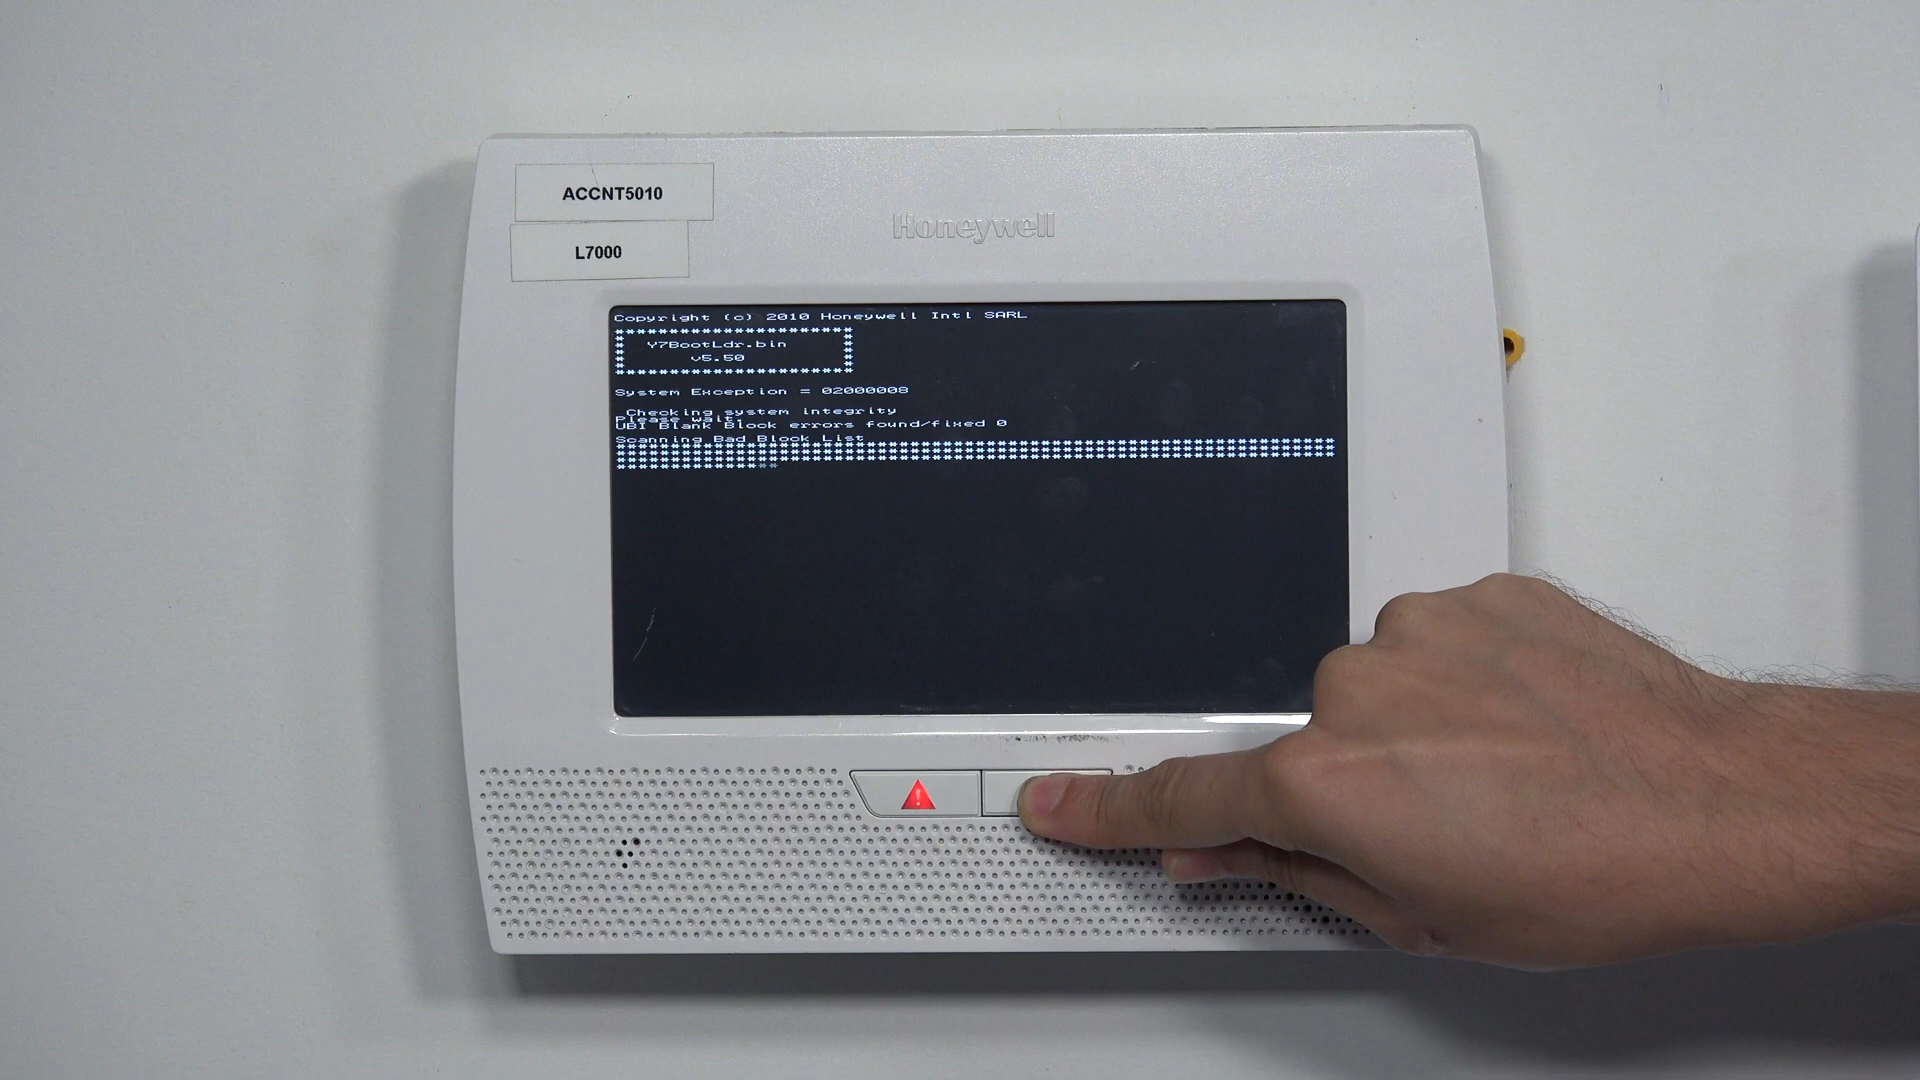 ACCNT5010
L7000
Honeywell
Copyright (c) 2010 Honeywell Intl SARL
Y7BootLdr.bin
v5.50
System Exception = 02000008
Checking system integrity
Please wait.
UBI Blank Block errors found/fixed 0
Scanning Bad Block List